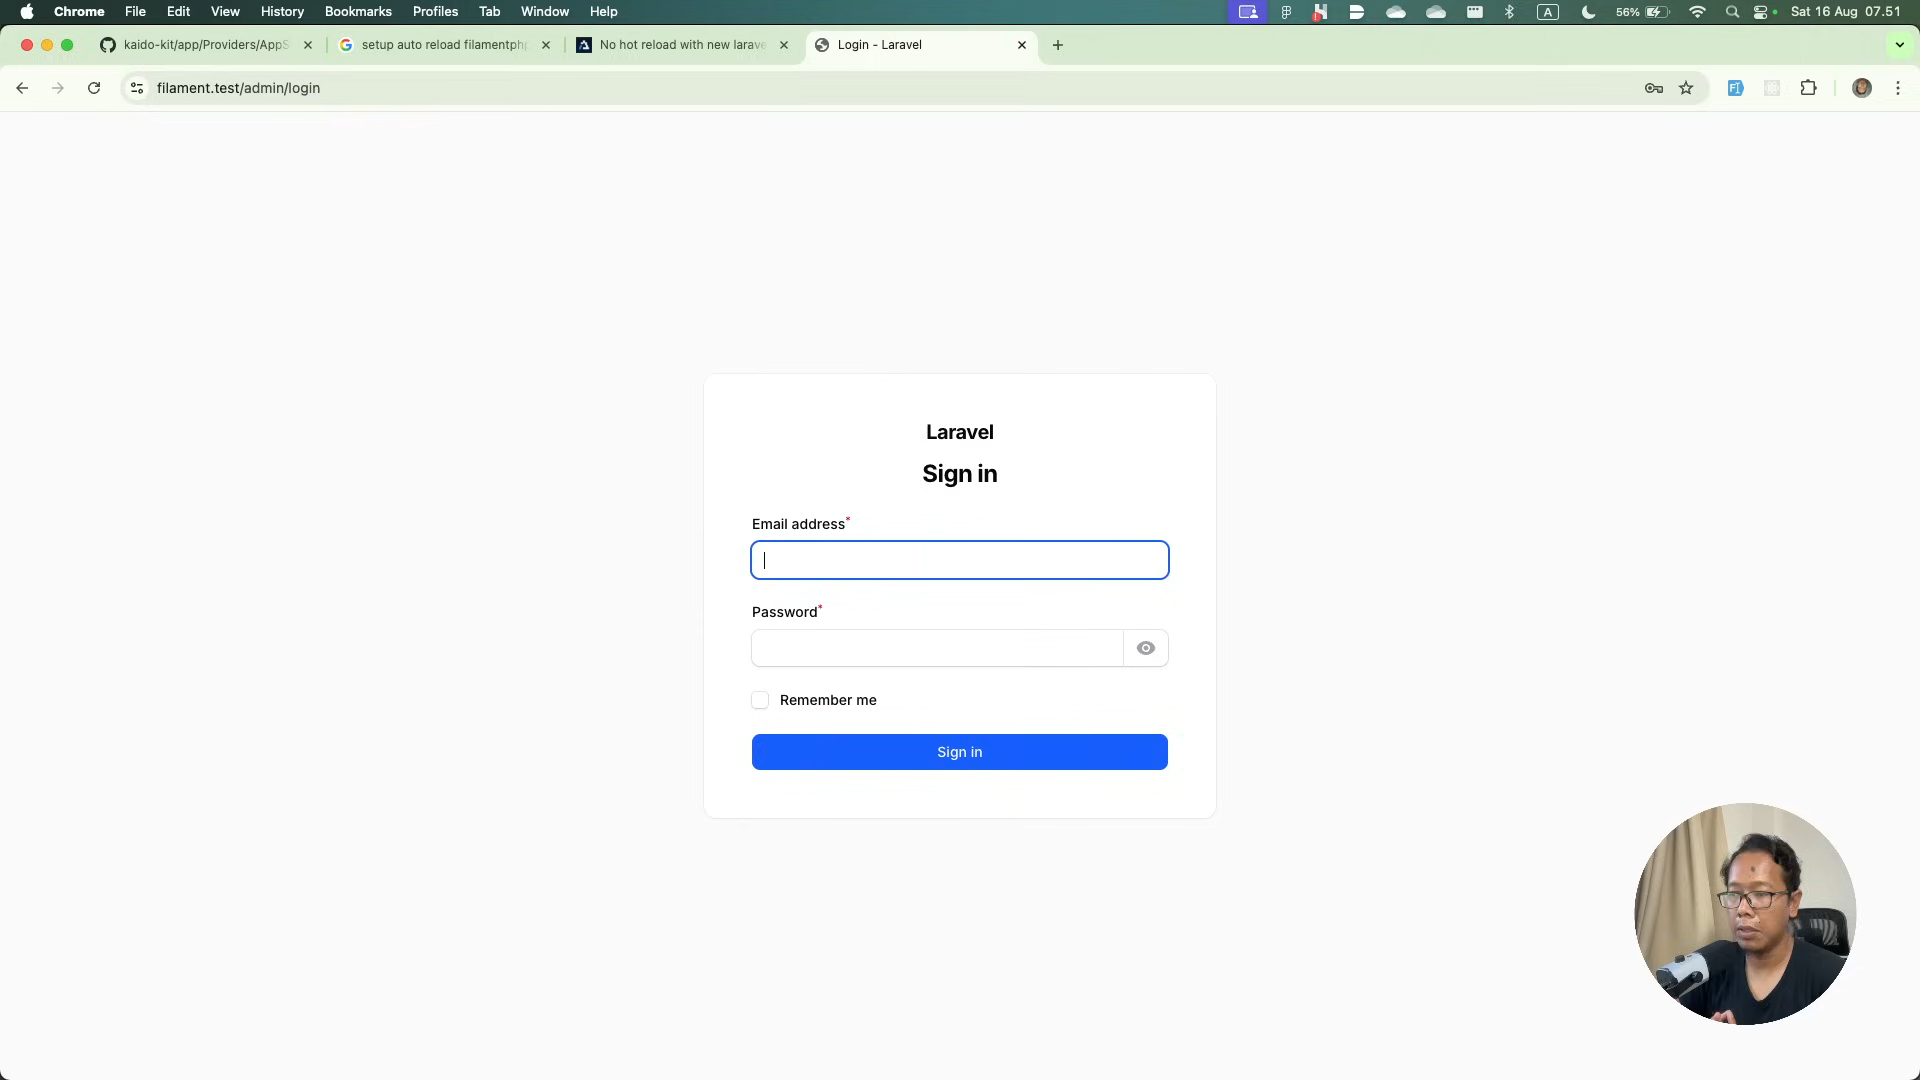 Chrome File Edit View History Bookmarks Profiles Tab Window Help A 56% Sat 16 Aug 07.51
kaido-kit/app/Providers/AppS setup auto reload filamentphp No hot reload with new larave Login - Laravel
filament.test/admin/login
Laravel
Sign in
Email address*
Password*
Remember me
Sign in